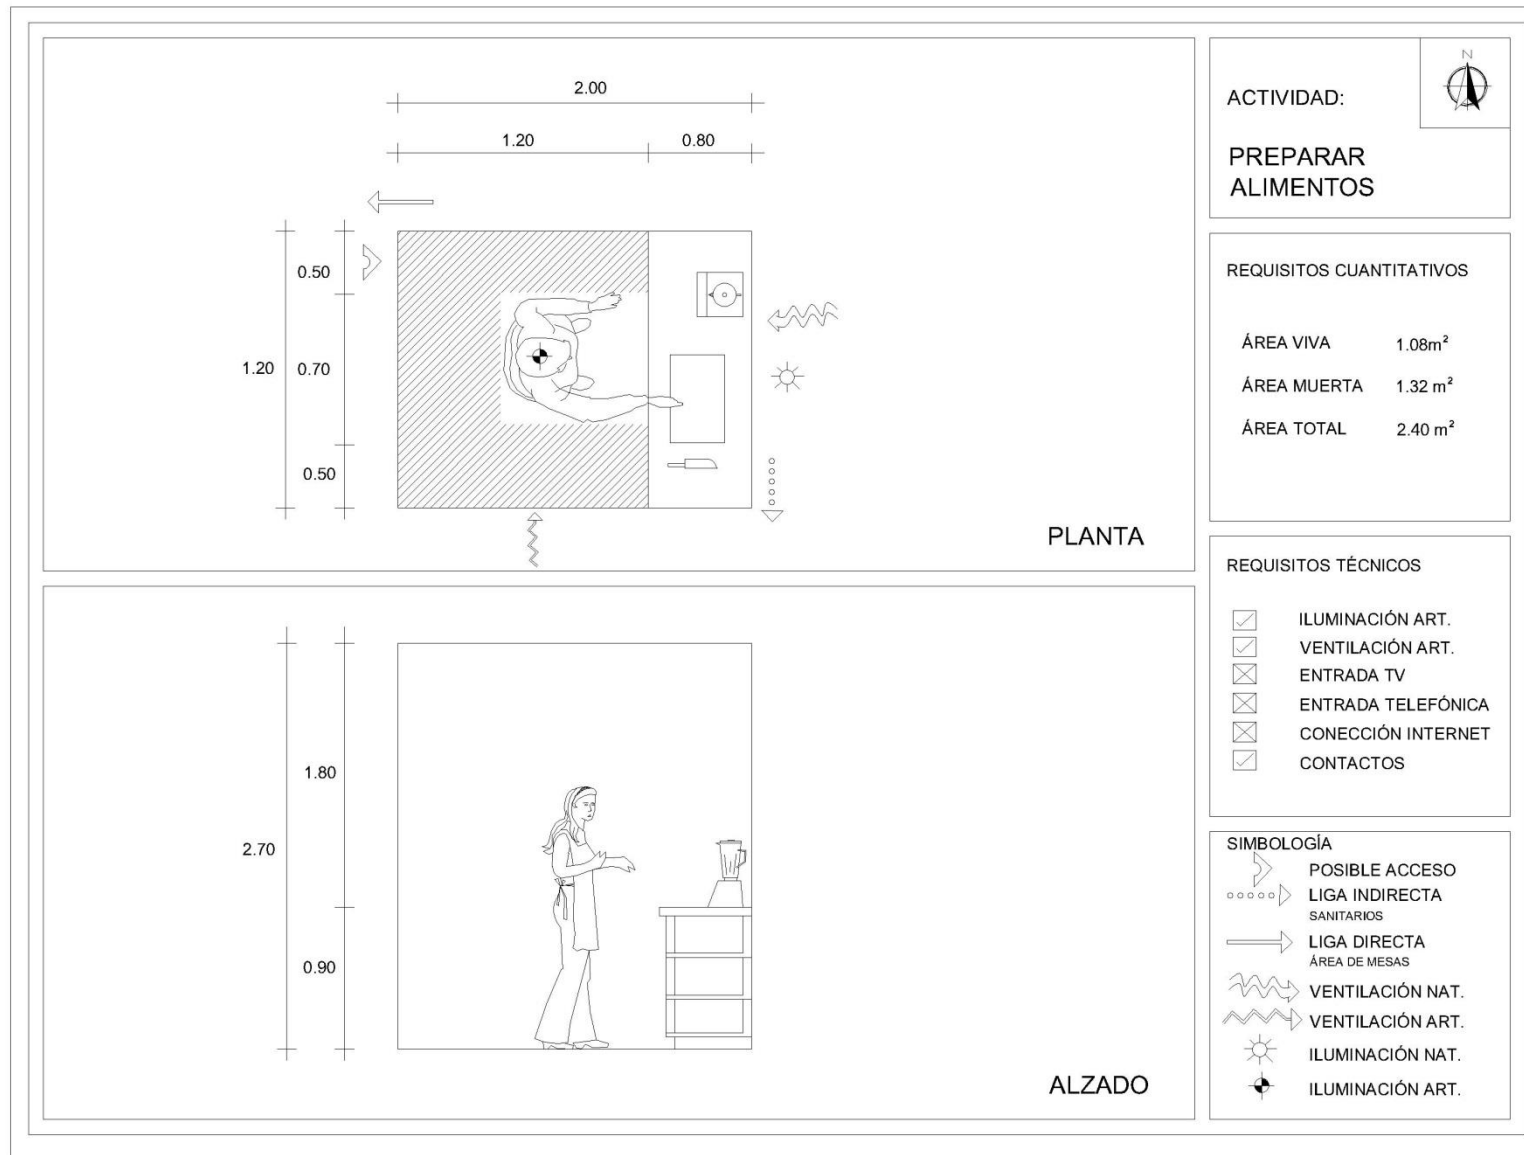 2.00
1.20
0.80
0.50
1.20
0.70
0.50
PLANTA
2.70
1.80
0.90
ALZADO
N
ACTIVIDAD:
PREPARAR
ALIMENTOS
REQUISITOS CUANTITATIVOS
ÁREA VIVA 1.08m²
ÁREA MUERTA 1.32 m²
ÁREA TOTAL 2.40 m²
REQUISITOS TÉCNICOS
ILUMINACIÓN ART.
VENTILACIÓN ART.
ENTRADA TV
ENTRADA TELEFÓNICA
CONECCIÓN INTERNET
CONTACTOS
SIMBOLOGÍA
POSIBLE ACCESO
LIGA INDIRECTA
SANITARIOS
LIGA DIRECTA
ÁREA DE MESAS
VENTILACIÓN NAT.
VENTILACIÓN ART.
ILUMINACIÓN NAT.
ILUMINACIÓN ART.